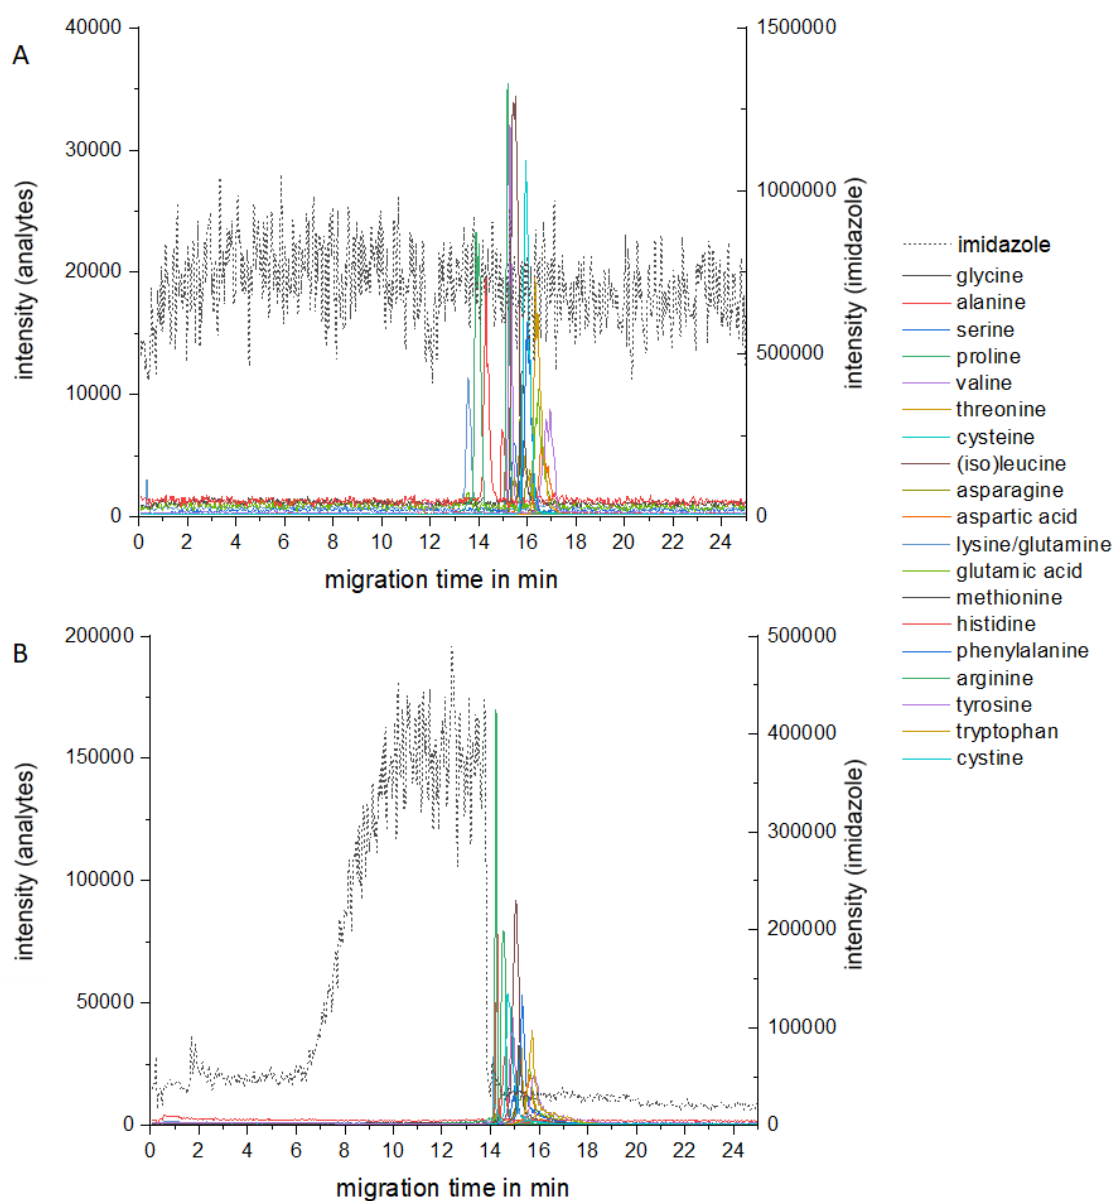 A
40000
30000
20000
10000
0
intensity (analytes)
1500000
1000000
500000
0
intensity (imidazole)
0 2 4 6 8 10 12 14 16 18 20 22 24
migration time in min
imidazole
glycine
alanine
serine
proline
valine
threonine
cysteine
(iso)leucine
asparagine
aspartic acid
lysine/glutamine
glutamic acid
methionine
histidine
phenylalanine
arginine
tyrosine
tryptophan
cystine
B
200000
150000
100000
50000
0
intensity (analytes)
500000
400000
300000
200000
100000
0
intensity (imidazole)
0 2 4 6 8 10 12 14 16 18 20 22 24
migration time in min